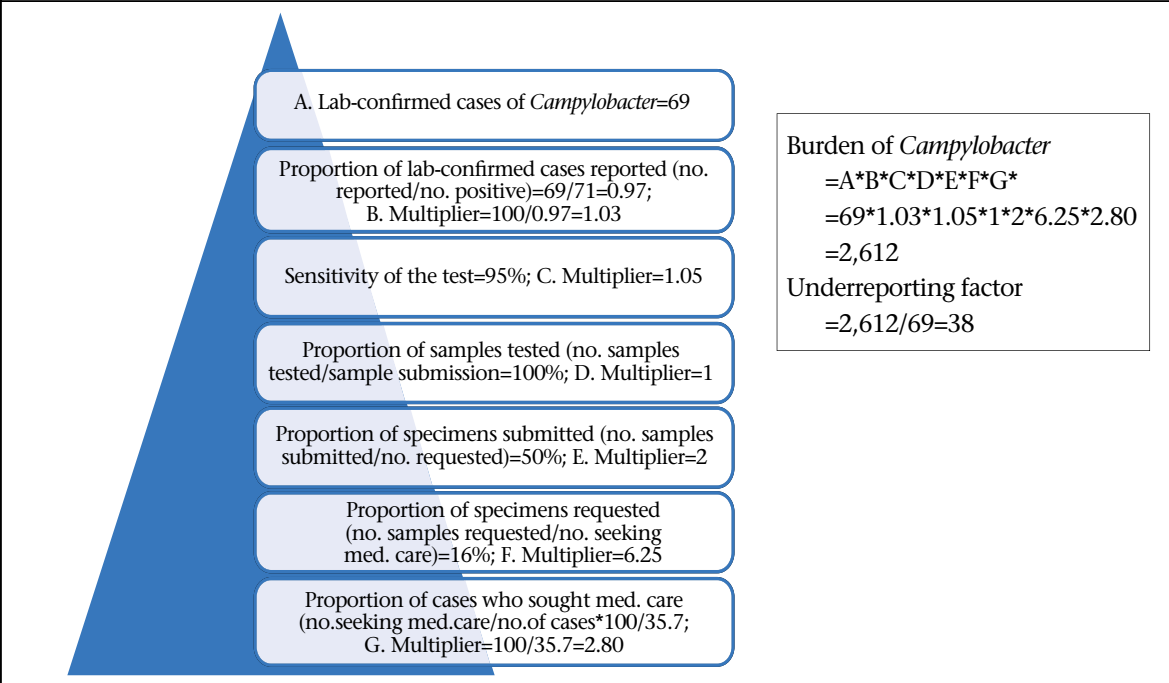 A. Lab-confirmed cases of Campylobacter=69
Proportion of lab-confirmed cases reported (no.
reported/no. positive)=69/71=0.97;
B. Multiplier=100/0.97=1.03
Sensitivity of the test=95%; C. Multiplier=1.05
Proportion of samples tested (no. samples
tested/sample submission=100%; D. Multiplier=1
Proportion of specimens submitted (no. samples
submitted/no. requested)=50%; E. Multiplier=2
Proportion of specimens requested
(no. samples requested/no. seeking
med. care)=16%; F. Multiplier=6.25
Proportion of cases who sought med. care
(no.seeking med.care/no.of cases*100/35.7;
G. Multiplier=100/35.7=2.80
Burden of Campylobacter
=A*B*C*D*E*F*G*
=69*1.03*1.05*1*2*6.25*2.80
=2,612
Underreporting factor
=2,612/69=38